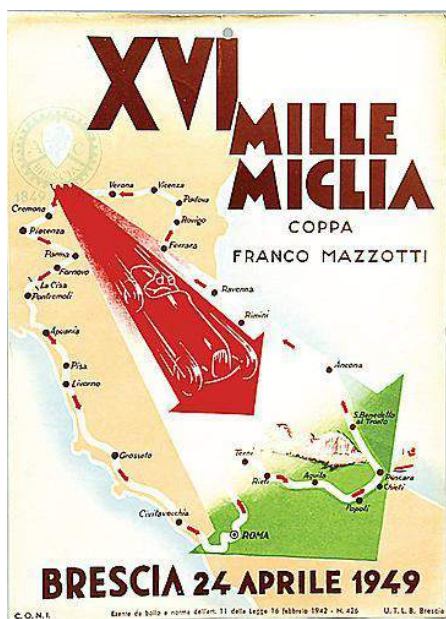 XVI
MILLE
MIGLIA
COPPA
FRANCO MAZZOTTI
BRESCIA
Verona
Vicenza
Padova
Cremona
Rovigo
Piacenza
Ferrara
Parma
Fornovo
La Cisa
Pontremoli
Ravenna
Rimini
Apuania
Pisa
Ancona
Livorno
S. Benedetto
al Tronto
Grosseto
Terni
Rieti
Aquila
Pescara
Chieti
Popoli
Civitavecchia
ROMA
BRESCIA 24 APRILE 1949
C.O.N.I.
Esente da bollo a norma dell'art. 11 della Legge 16 febbraio 1942 - N. 426
U.T.L.B. Brescia